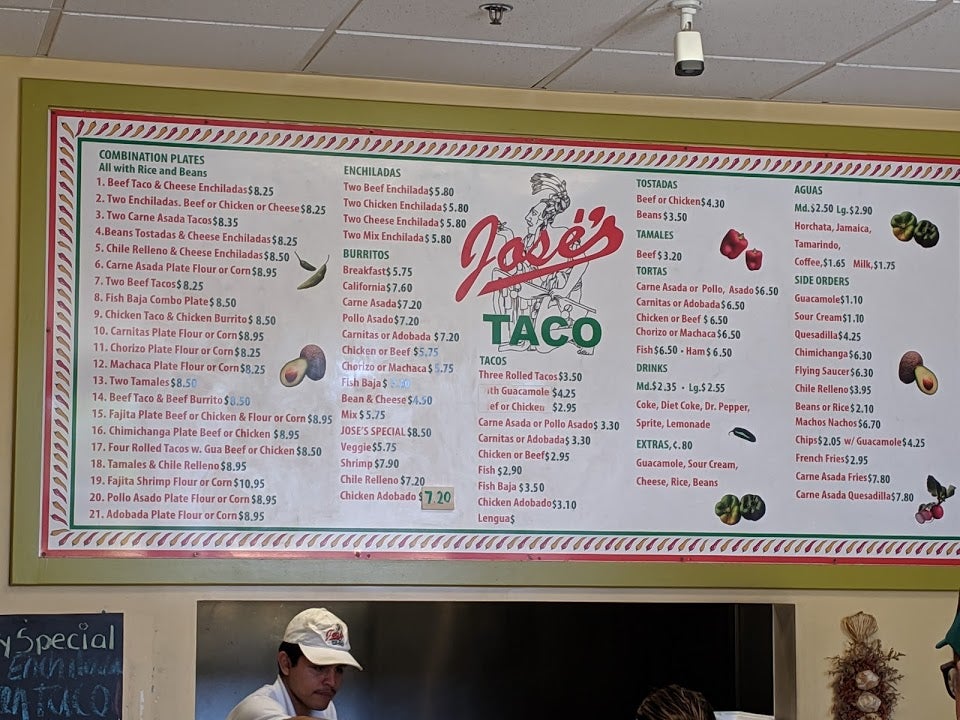 COMBINATION PLATES
All with Rice and Beans
1. Beef Taco & Cheese Enchiladas $8.25
2. Two Enchiladas. Beef or Chicken or Cheese $8.25
3. Two Carne Asada Tacos $8.35
4.Beans Tostadas & Cheese Enchiladas $8.25
5. Chile Relleno & Cheese Enchiladas $8.50
6. Carne Asada Plate Flour or Corn $8.95
7. Two Beef Tacos $8.25
8. Fish Baja Combo Plate $8.50
9. Chicken Taco & Chicken Burrito $ 8.50
10. Carnitas Plate Flour or Corn $8.95
11. Chorizo Plate Flour or Corn $8.25
12. Machaca Plate Flour or Corn $8.25
13. Two Tamales $8.50
14. Beef Taco & Beef Burrito $8.50
15. Fajita Plate Beef or Chicken & Flour or Corn $8.95
16. Chimichanga Plate Beef or Chicken $8.95
17. Four Rolled Tacos w. Gua Beef or Chicken $8.50
18. Tamales & Chile Relleno $8.95
19. Fajita Shrimp Flour or Corn $10.95
20. Pollo Asado Plate Flour or Corn $8.95
21. Adobada Plate Flour or Corn $8.95
ENCHILADAS
Two Beef Enchilada $5.80
Two Chicken Enchilada $5.80
Two Cheese Enchilada $5.80
Two Mix Enchilada $5.80
BURRITOS
Breakfast $5.75
California $7.60
Carne Asada $7.20
Pollo Asado $7.20
Carnitas or Adobada $7.20
Chicken or Beef $5.75
Chorizo or Machaca $5.75
Fish Baja $
Bean & Cheese $4.50
Mix $5.75
JOSE'S SPECIAL $8.50
Veggie $5.75
Shrimp $7.90
Chile Relleno $7.20
Chicken Adobado $7.20
José's
TACO
TACOS
Three Rolled Tacos $3.50
ith Guacamole $4.25
ef or Chicken $2.95
Carne Asada or Pollo Asado $ 3.30
Carnitas or Adobada $ 3.30
Chicken or Beef $2.95
Fish $2,90
Fish Baja $3.50
Chicken Adobado $3.10
Lengua $
TOSTADAS
Beef or Chicken $4.30
Beans $3.50
TAMALES
Beef $3.20
TORTAS
Carne Asada or Pollo, Asado $6.50
Carnitas or Adobada $6.50
Chicken or Beef $ 6.50
Chorizo or Machaca $6.50
Fish $6.50 • Ham $ 6.50
DRINKS
Md.$2.35 • Lg.$2.55
Coke, Diet Coke, Dr. Pepper,
Sprite, Lemonade
EXTRAS,¢.80
Guacamole, Sour Cream,
Cheese, Rice, Beans
AGUAS
Md.$2.50 Lg.$2.90
Horchata, Jamaica,
Tamarindo,
Coffee,$1.65 Milk,$1.75
SIDE ORDERS
Guacamole $1.10
Sour Cream $1.10
Quesadilla $4.25
Chimichanga $6.30
Flying Saucer $6.30
Chile Relleno $3.95
Beans or Rice $2.10
Machos Nachos $6.70
Chips $2.05 w/ Guacamole $4.25
French Fries $2.95
Carne Asada Fries $7.80
Carne Asada Quesadilla $7.80
y Special
Enchilada
TACO